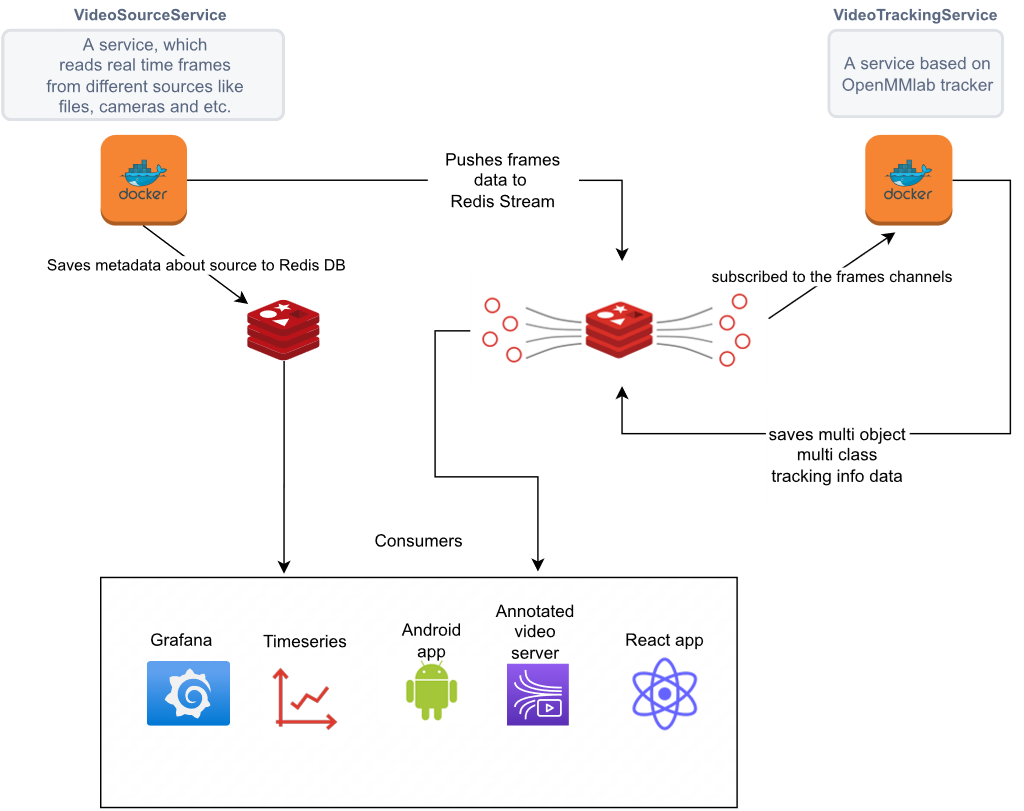 VideoSourceService
A service, which
reads real time frames
from different sources like
files, cameras and etc.
VideoTrackingService
A service based on
OpenMMlab tracker
docker
docker
Pushes frames
data to
Redis Stream
Saves metadata about source to Redis DB
subscribed to the frames channels
saves multi object
multi class
tracking info data
Consumers
Grafana
Timeseries
Android
app
Annotated
video
server
React app